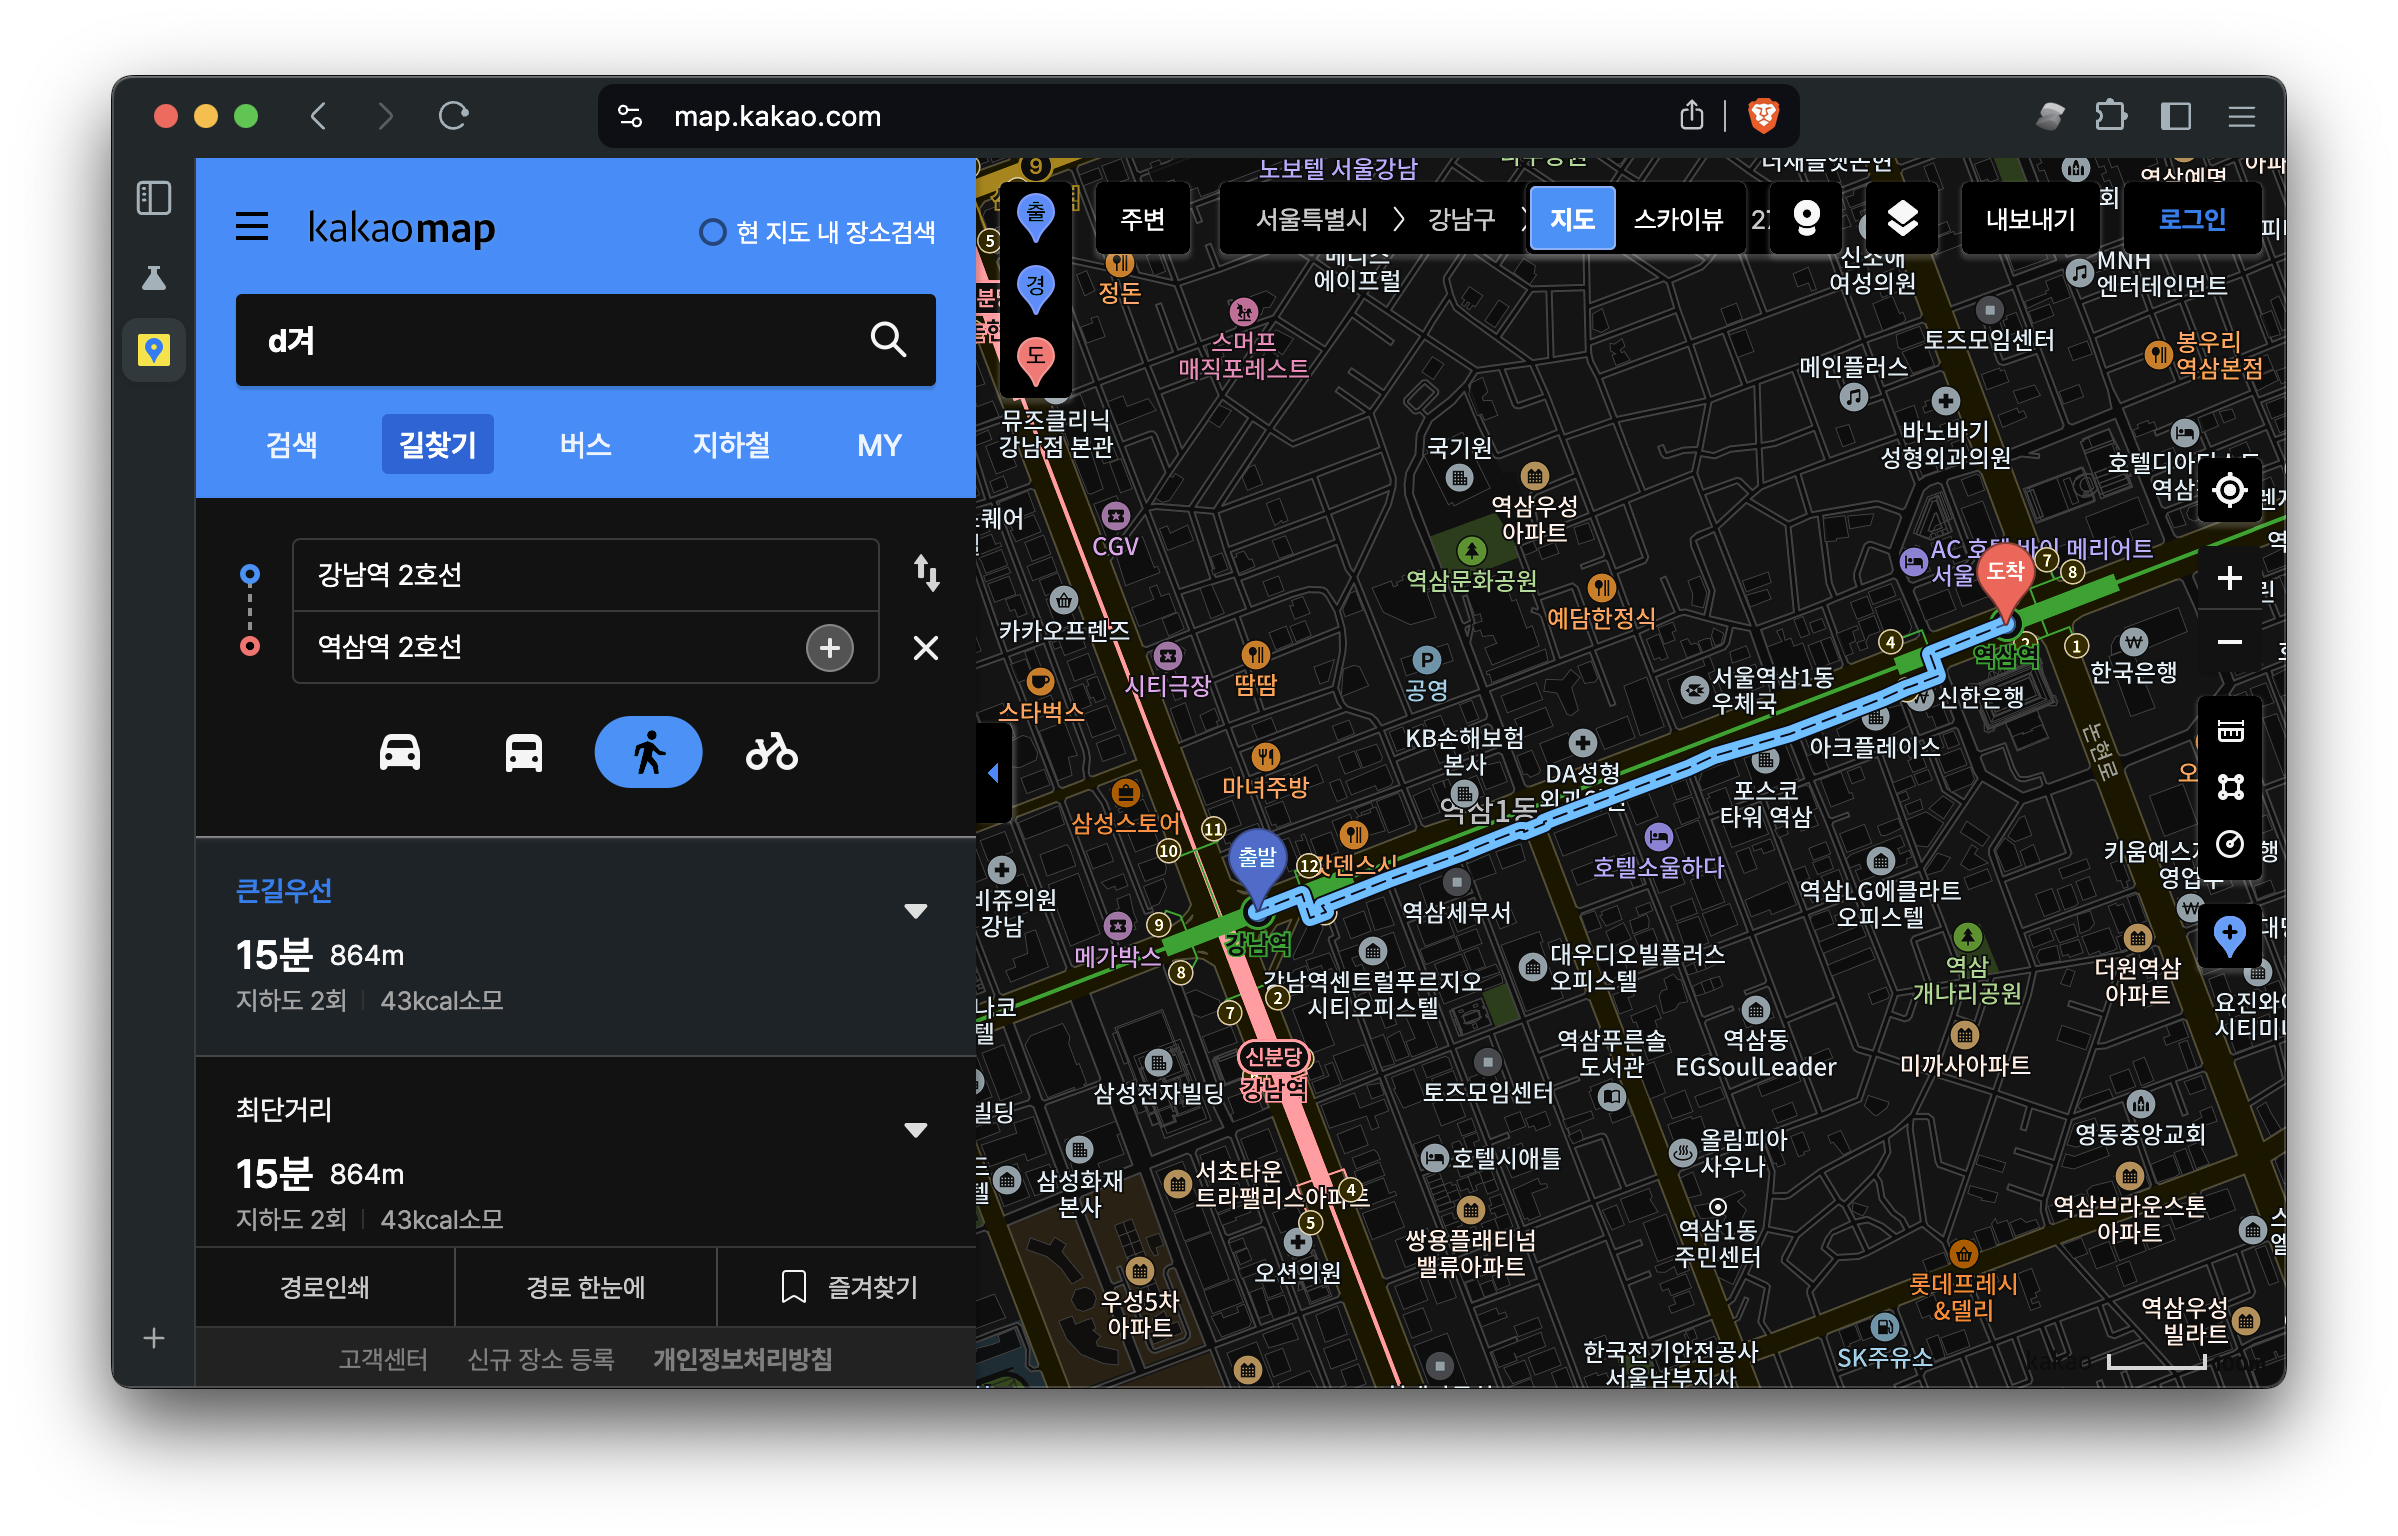 map.kakao.com
kakaomap
현 지도 내 장소검색
d겨
검색
길찾기
버스
지하철
MY
강남역 2호선
역삼역 2호선
큰길우선
15분 864m
지하도 2회 43kcal소모
최단거리
15분 864m
지하도 2회 43kcal소모
경로인쇄
경로 한눈에
즐겨찾기
고객센터
신규 장소 등록
개인정보처리방침
출
경
도
주변
서울특별시
강남구
지도
스카이뷰
내보내기
로그인
9
노보텔 서울강남
역삼예명
5
정돈
에이프럴
여성의원
MNH
엔터테인먼트
스머프
매직포레스트
토즈모임센터
봉우리
역삼본점
메인플러스
뮤즈클리닉
강남점 본관
국기원
바노바기
성형외과의원
역삼우성
아파트
CGV
역삼문화공원
AC 호텔 바이 메리어트
서울
도착
7
8
예담한정식
카카오프렌즈
4
2
1
역삼역
한국은행
시티극장
땀땀
공영
서울역삼1동
우체국
신한은행
스타벅스
KB손해보험
본사
아크플레이스
논현로
마녀주방
DA성형
역삼1동
포스코
타워 역삼
삼성스토어
11
10
출발
12
호텔소울하다
역삼LG에클라트
오피스텔
강남
역삼세무서
9
강남역
메가박스
8
대우디오빌플러스
오피스텔
역삼
개나리공원
더원역삼
아파트
강남역센트럴푸르지오
시티오피스텔
2
7
역삼푸른솔
도서관
역삼동
EGSoulLeader
미까사아파트
신분당
강남역
삼성전자빌딩
토즈모임센터
영동중앙교회
올림피아
사우나
호텔시애틀
삼성화재
본사
서초타운
트라팰리스아파트
4
5
역삼브라운스톤
아파트
쌍용플래티넘
밸류아파트
역삼1동
주민센터
오션의원
롯데프레시
&델리
우성5차
아파트
역삼우성
빌라트
한국전기안전공사
서울남부지사
SK주유소
kakao